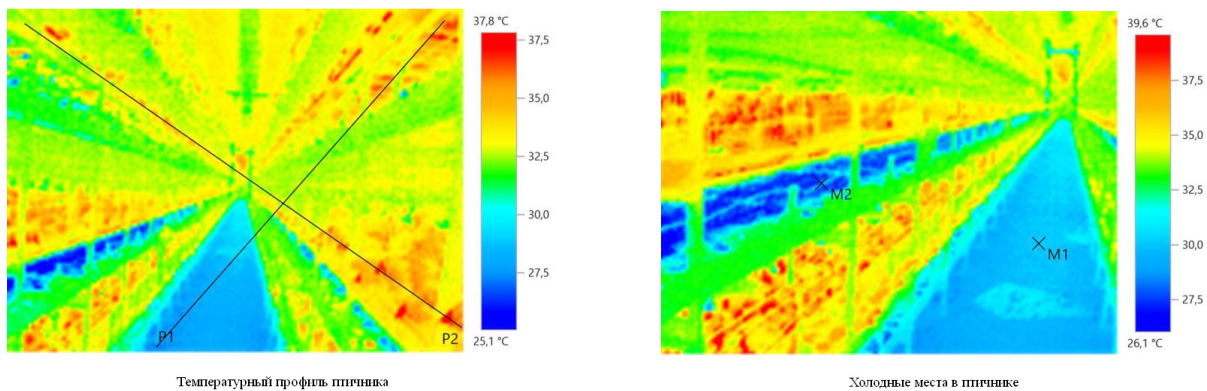 37,8 °C
37,5
35,0
32,5
30,0
27,5
25,1 °C
P1
P2
Температурный профиль птичника
39,6 °C
37,5
35,0
32,5
30,0
27,5
26,1 °C
M2
M1
Холодные места в птичнике